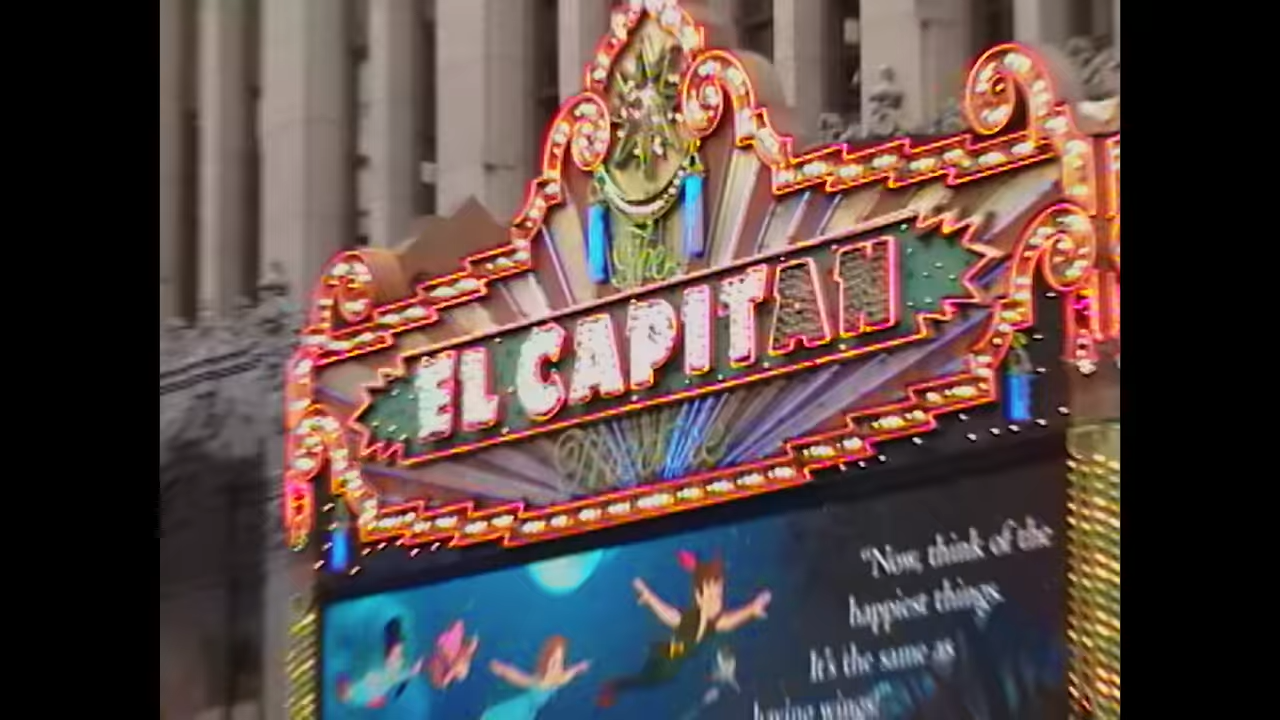 The
EL CAPITAN
Theatre
"Now, think of the
happiest things.
It's the same as
having wings!"